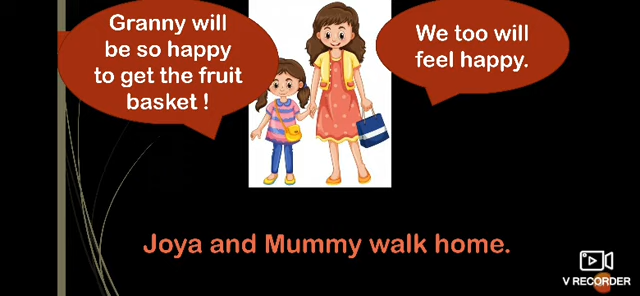 Granny will
be so happy
to get the fruit
basket !
We too will
feel happy.
Joya and Mummy walk home.
V RECORDER